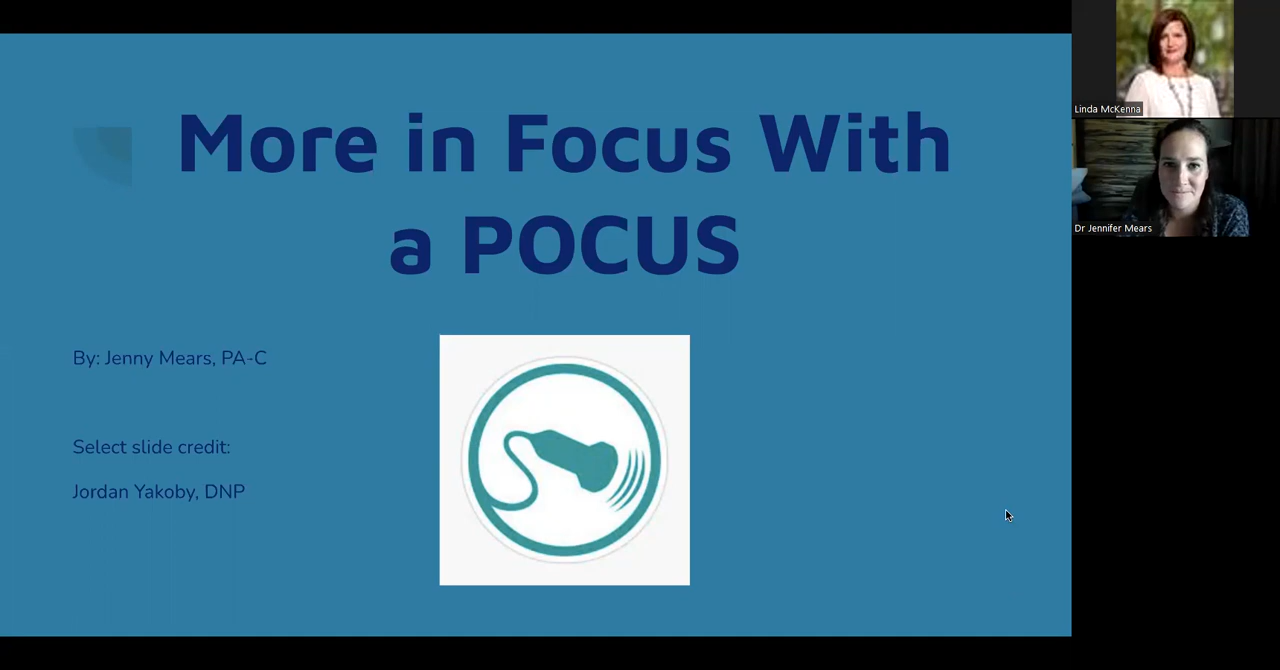 More in Focus With
a POCUS
By: Jenny Mears, PA-C
Select slide credit:
Jordan Yakoby, DNP
Linda McKenna
Dr Jennifer Mears